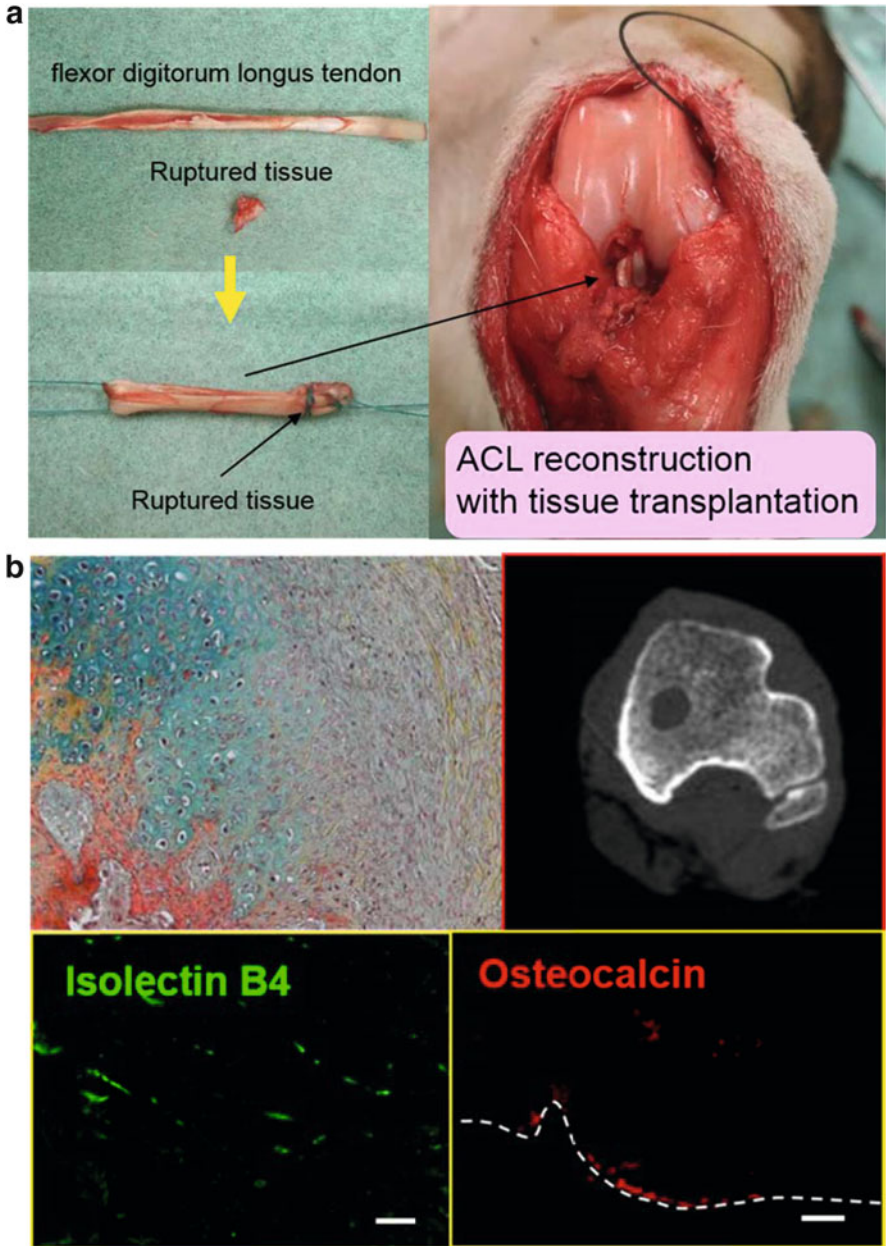 a
flexor digitorum longus tendon
Ruptured tissue
Ruptured tissue
ACL reconstruction
with tissue transplantation
b
Isolectin B4
Osteocalcin